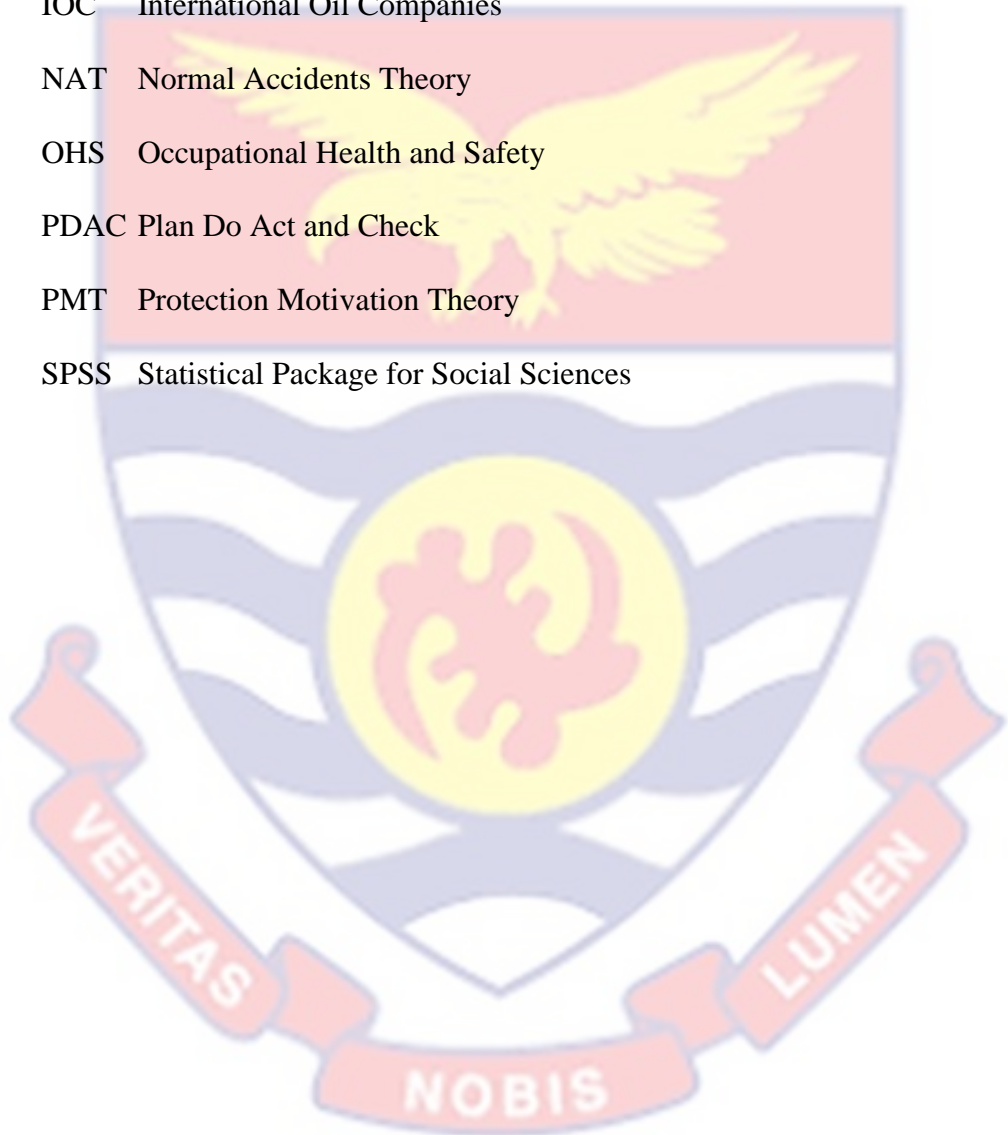 IOC International Oil Companies
NAT Normal Accidents Theory
OHS Occupational Health and Safety
PDAC Plan Do Act and Check
PMT Protection Motivation Theory
SPSS Statistical Package for Social Sciences
VERITAS
NOBIS
LUMEN